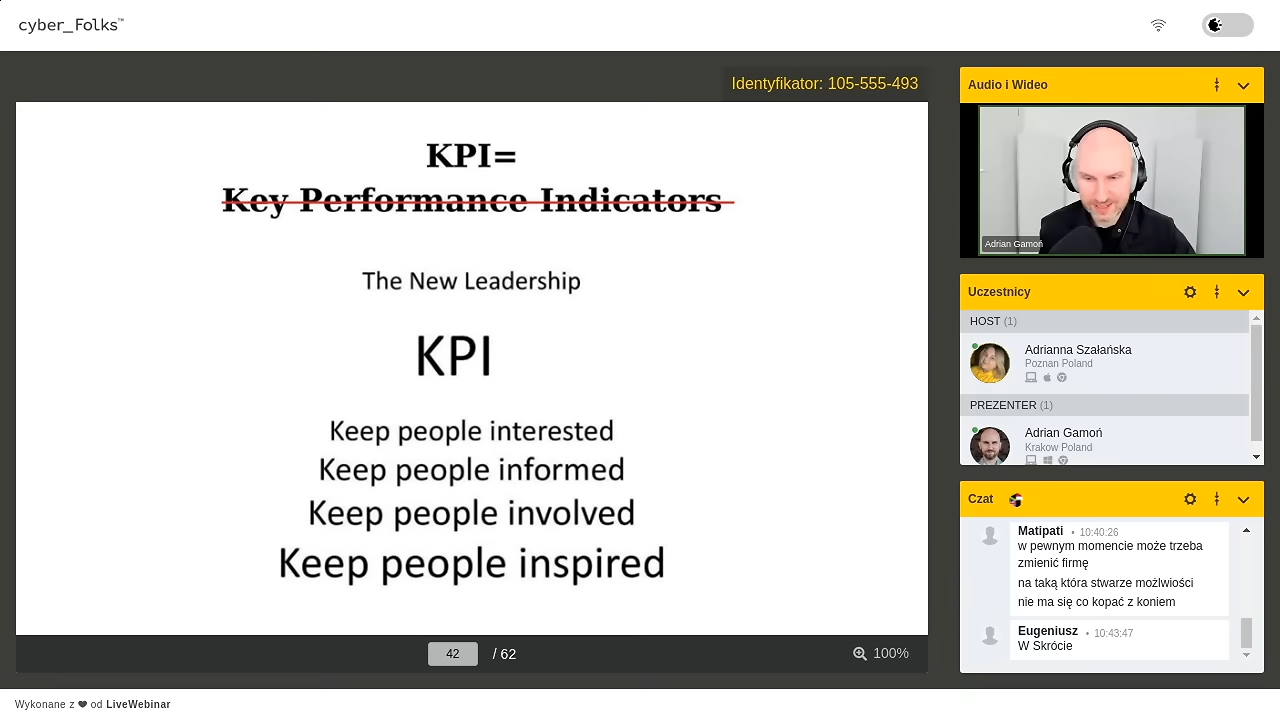 cyber_Folks™
Identyfikator: 105-555-493
KPI=
Key Performance Indicators
The New Leadership
KPI
Keep people interested
Keep people informed
Keep people involved
Keep people inspired
42 / 62
100%
Audio i Wideo
Adrian Gamoń
Uczestnicy
HOST (1)
Adrianna Szałańska
Poznan Poland
PREZENTER (1)
Adrian Gamoń
Krakow Poland
Czat
Matipati • 10:40:26
w pewnym momencie może trzeba
zmienić firmę
na taką która stwarze możlwiości
nie ma się co kopać z koniem
Eugeniusz • 10:43:47
W Skrócie
Wykonane z ❤ od LiveWebinar